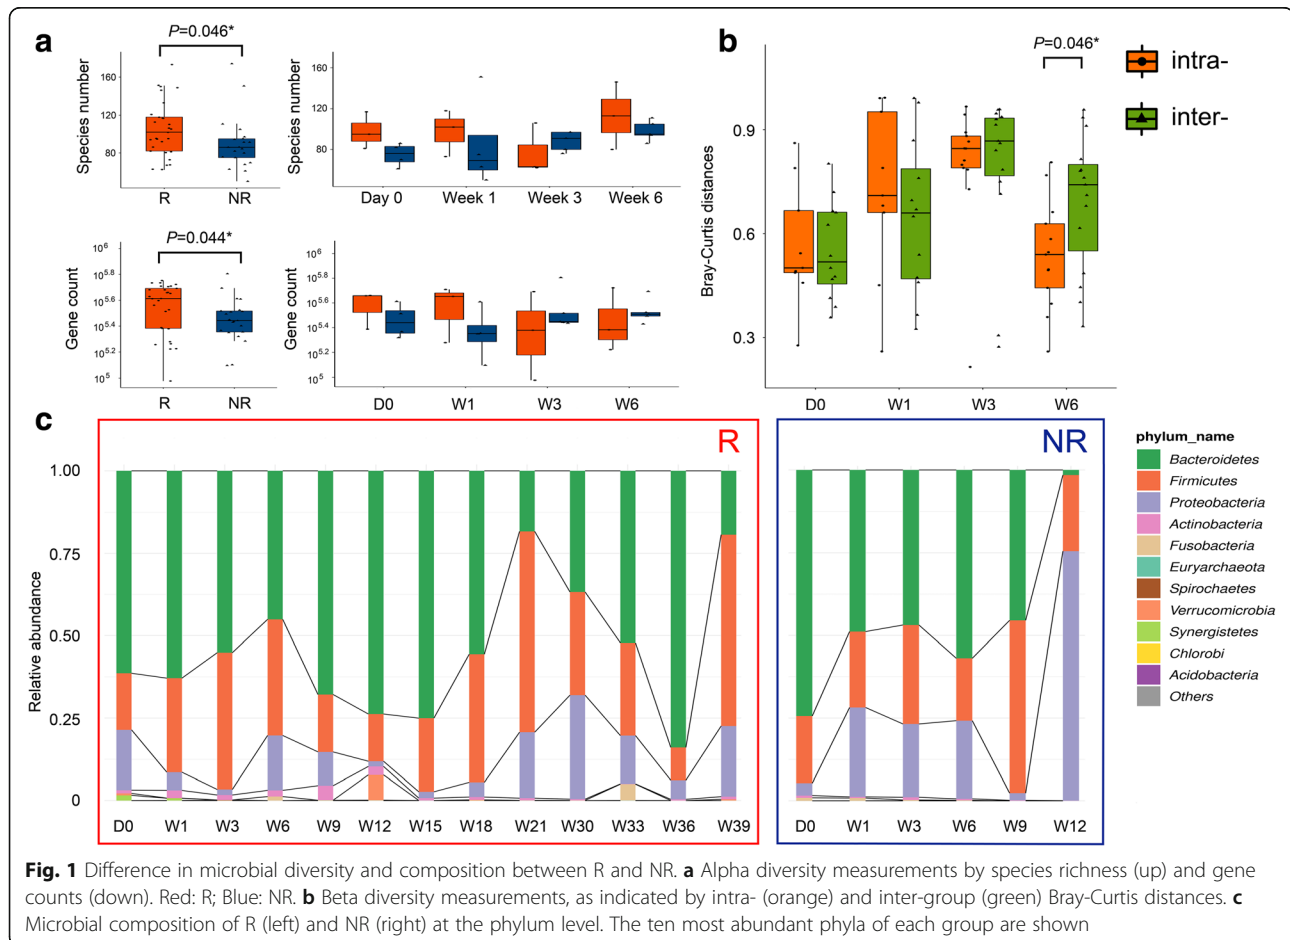 a
P=0.046*
Species number
160
120
80
R NR
Species number
160
120
80
Day 0 Week 1 Week 3 Week 6
P=0.044*
Gene count
10^6
10^5.8
10^5.6
10^5.4
10^5.2
10^5
R NR
Gene count
10^6
10^5.8
10^5.6
10^5.4
10^5.2
10^5
D0 W1 W3 W6
b
P=0.046*
intra-
inter-
Bray-Curtis distances
0.9
0.6
0.3
D0 W1 W3 W6
c
R
Relative abundance
1.00
0.75
0.50
0.25
0
D0 W1 W3 W6 W9 W12 W15 W18 W21 W30 W33 W36 W39
NR
D0 W1 W3 W6 W9 W12
phylum_name
Bacteroidetes
Firmicutes
Proteobacteria
Actinobacteria
Fusobacteria
Euryarchaeota
Spirochaetes
Verrucomicrobia
Synergistetes
Chlorobi
Acidobacteria
Others
Fig. 1 Difference in microbial diversity and composition between R and NR. a Alpha diversity measurements by species richness (up) and gene
counts (down). Red: R; Blue: NR. b Beta diversity measurements, as indicated by intra- (orange) and inter-group (green) Bray-Curtis distances. c
Microbial composition of R (left) and NR (right) at the phylum level. The ten most abundant phyla of each group are shown